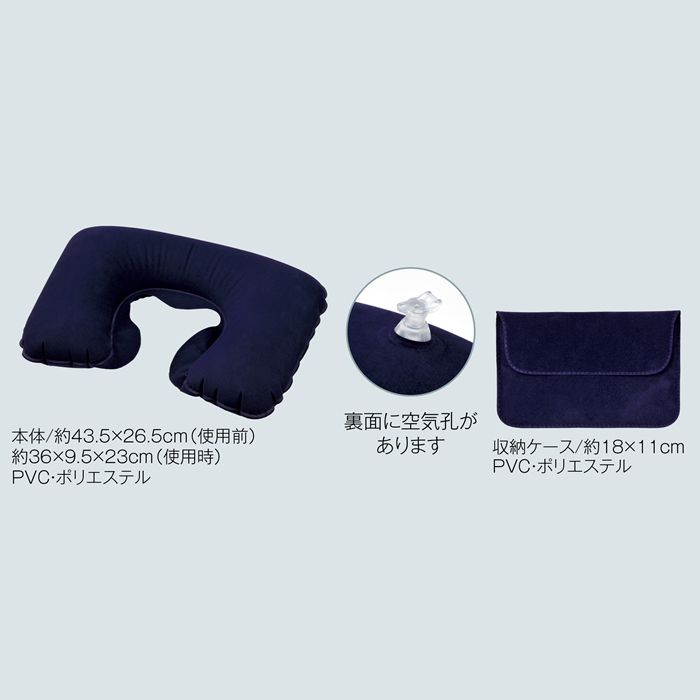 本体/約43.5×26.5cm(使用前)
約36×9.5×23cm(使用時)
PVC・ポリエステル
裏面に空気孔が
あります
収納ケース/約18×11cm
PVC・ポリエステル